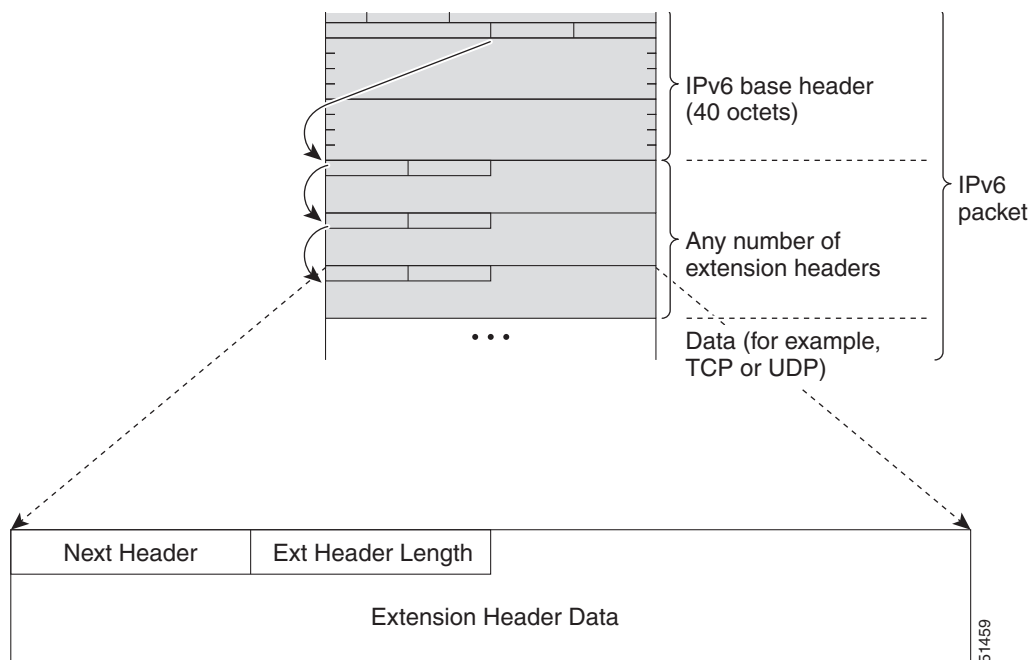 IPv6 base header
(40 octets)
IPv6
packet
Any number of
extension headers
• • •
Data (for example,
TCP or UDP)
Next Header
Ext Header Length
Extension Header Data
51459